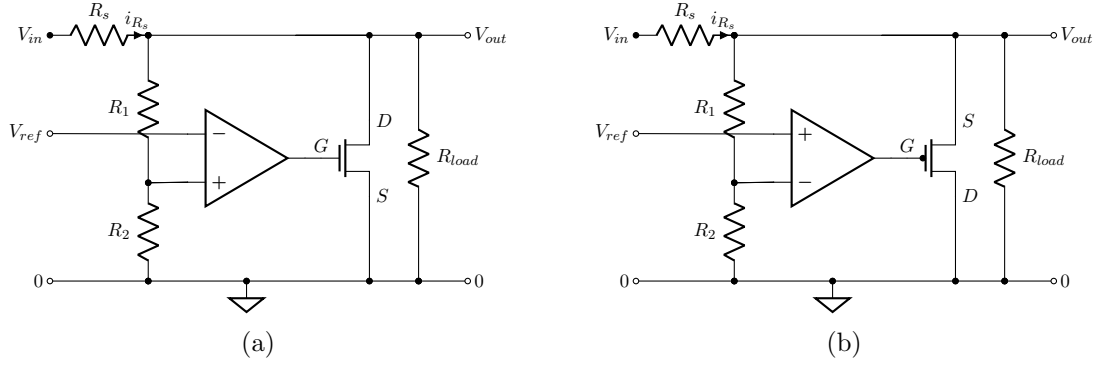 R_s i_{R_s}
V_{in} V_{out}
R_1 D
V_{ref} −
G R_{load}
+
S
R_2
0 0
(a)
R_s i_{R_s}
V_{in} V_{out}
R_1 S
V_{ref} +
G R_{load}
−
D
R_2
0 0
(b)